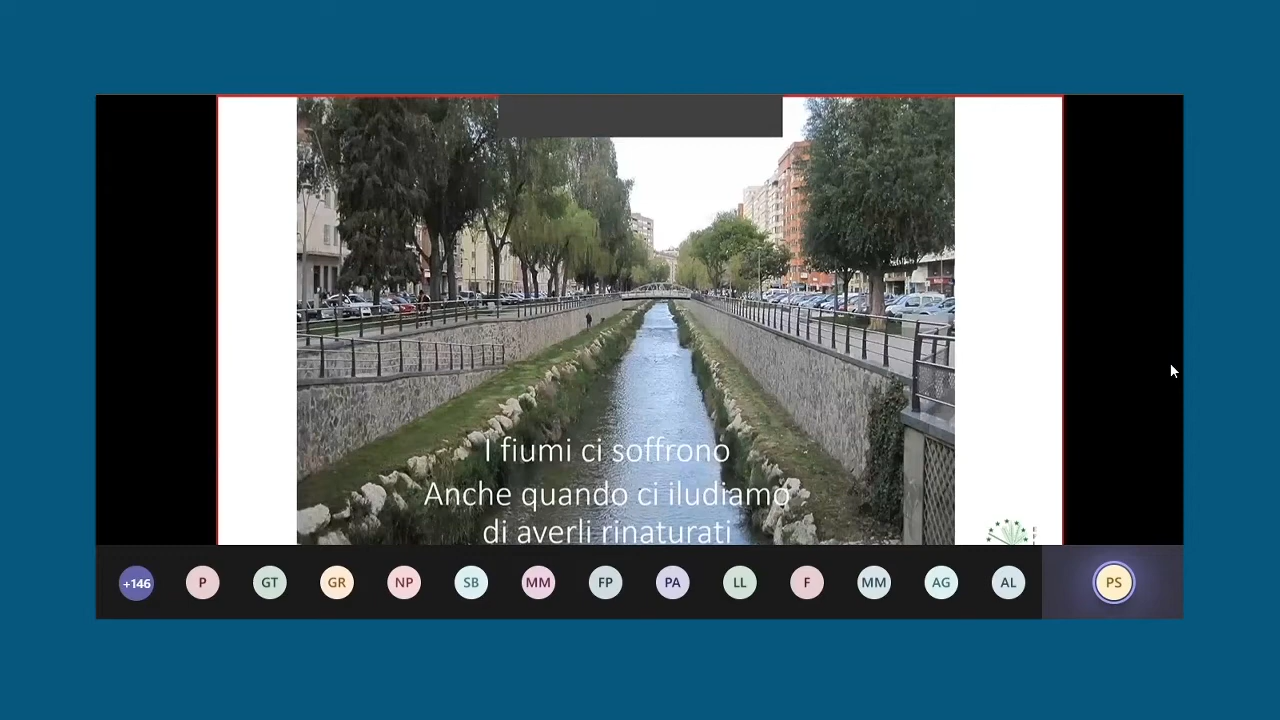 I fiumi ci soffrono
Anche quando ci iludiamo
di averli rinaturati
+146 P GT GR NP SB MM FP PA LL F MM AG AL PS